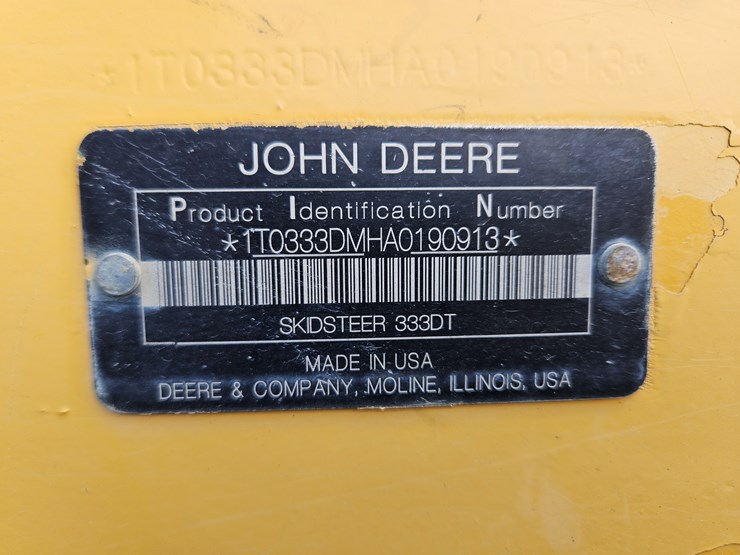 *1T0333DMHA0190913*
JOHN DEERE
Product Identification Number
*1T0333DMHA0190913*
SKIDSTEER 333DT
MADE IN USA
DEERE & COMPANY, MOLINE, ILLINOIS, USA